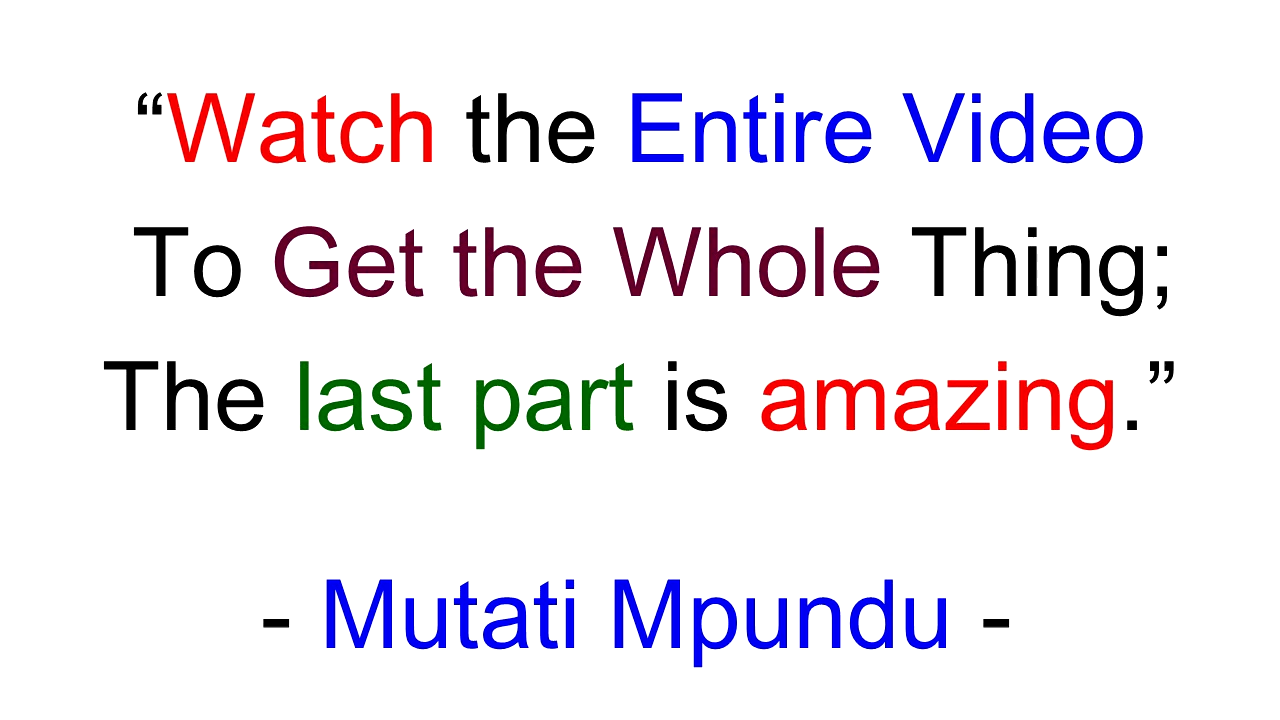 “Watch the Entire Video
To Get the Whole Thing;
The last part is amazing.”
- Mutati Mpundu -